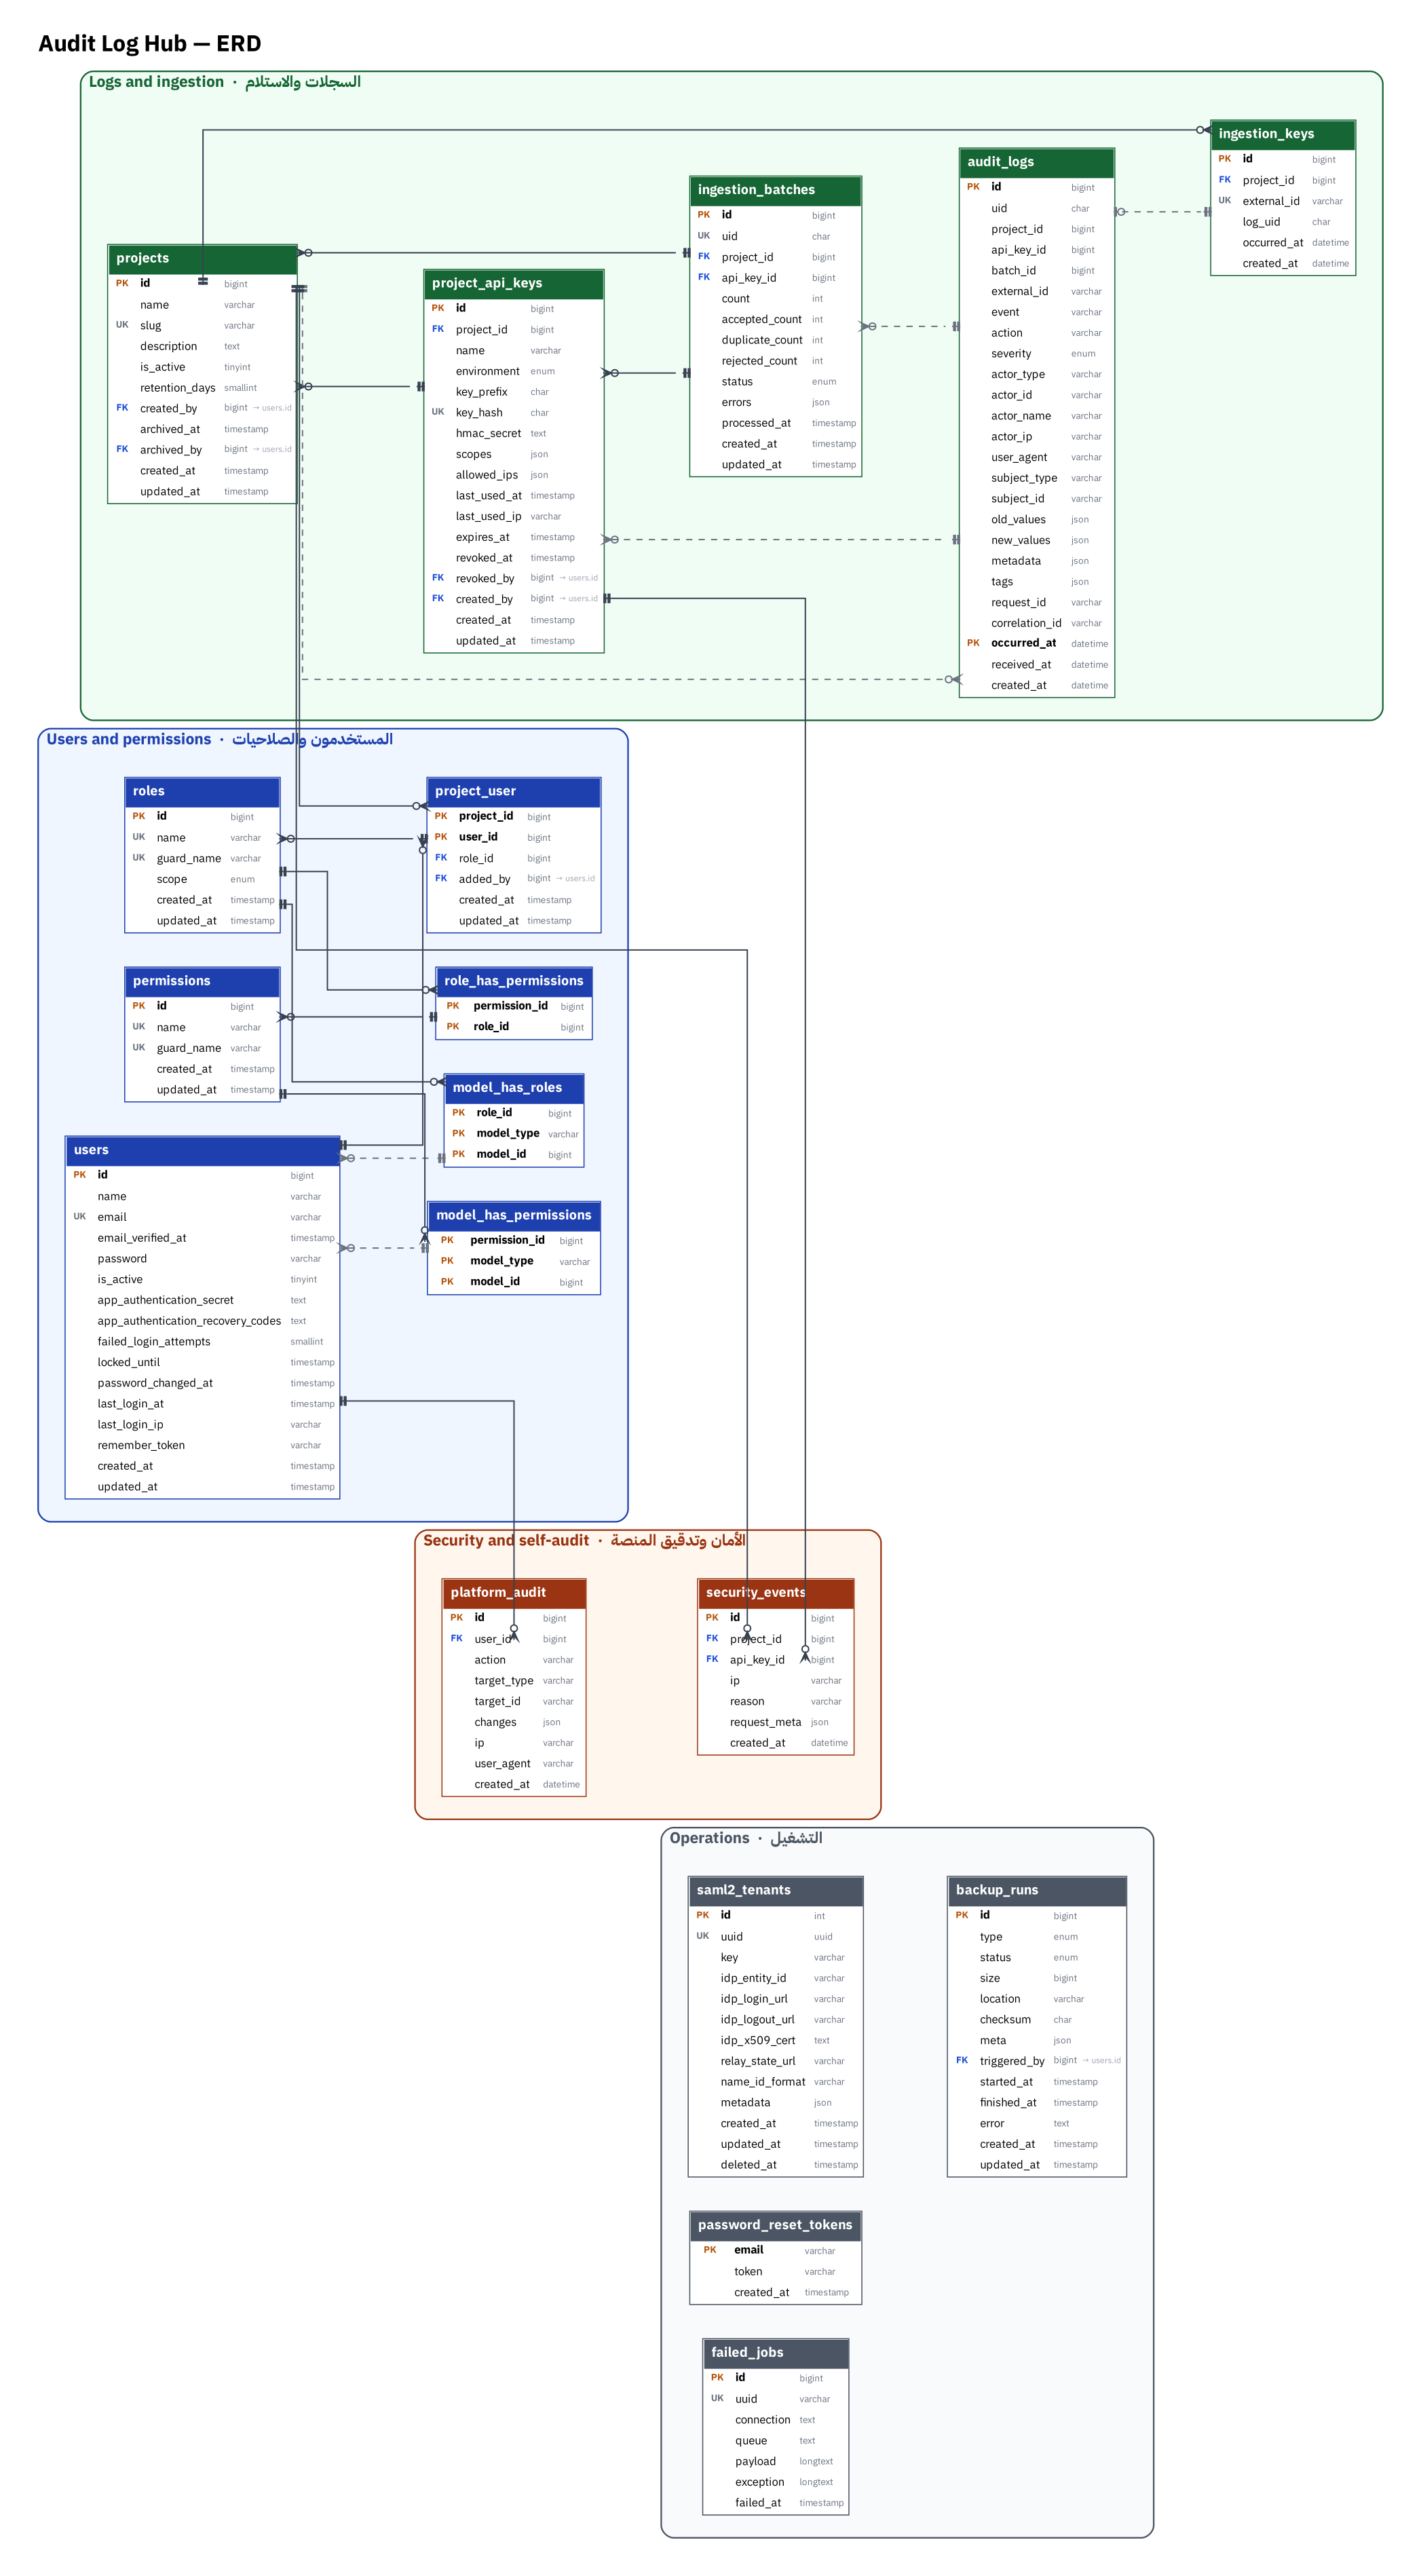 Audit Log Hub — ERD
Logs and ingestion · السجلات والاستلام
projects
PK id bigint
name varchar
UK slug varchar
description text
is_active tinyint
retention_days smallint
FK created_by bigint → users.id
archived_at timestamp
FK archived_by bigint → users.id
created_at timestamp
updated_at timestamp
project_api_keys
PK id bigint
FK project_id bigint
name varchar
environment enum
key_prefix char
UK key_hash char
hmac_secret text
scopes json
allowed_ips json
last_used_at timestamp
last_used_ip varchar
expires_at timestamp
revoked_at timestamp
FK revoked_by bigint → users.id
FK created_by bigint → users.id
created_at timestamp
updated_at timestamp
ingestion_batches
PK id bigint
UK uid char
FK project_id bigint
FK api_key_id bigint
count int
accepted_count int
duplicate_count int
rejected_count int
status enum
errors json
processed_at timestamp
created_at timestamp
updated_at timestamp
audit_logs
PK id bigint
uid char
project_id bigint
api_key_id bigint
batch_id bigint
external_id varchar
event varchar
action varchar
severity enum
actor_type varchar
actor_id varchar
actor_name varchar
actor_ip varchar
user_agent varchar
subject_type varchar
subject_id varchar
old_values json
new_values json
metadata json
tags json
request_id varchar
correlation_id varchar
PK occurred_at datetime
received_at datetime
created_at datetime
ingestion_keys
PK id bigint
FK project_id bigint
UK external_id varchar
log_uid char
occurred_at datetime
created_at datetime
Users and permissions · المستخدمون والصلاحيات
roles
PK id bigint
UK name varchar
UK guard_name varchar
scope enum
created_at timestamp
updated_at timestamp
project_user
PK project_id bigint
PK user_id bigint
FK role_id bigint
FK added_by bigint → users.id
created_at timestamp
updated_at timestamp
permissions
PK id bigint
UK name varchar
UK guard_name varchar
created_at timestamp
updated_at timestamp
role_has_permissions
PK permission_id bigint
PK role_id bigint
model_has_roles
PK role_id bigint
PK model_type varchar
PK model_id bigint
users
PK id bigint
name varchar
UK email varchar
email_verified_at timestamp
password varchar
is_active tinyint
app_authentication_secret text
app_authentication_recovery_codes text
failed_login_attempts smallint
locked_until timestamp
password_changed_at timestamp
last_login_at timestamp
last_login_ip varchar
remember_token varchar
created_at timestamp
updated_at timestamp
model_has_permissions
PK permission_id bigint
PK model_type varchar
PK model_id bigint
Security and self-audit · الأمان وتدقيق المنصة
platform_audit
PK id bigint
FK user_id bigint
action varchar
target_type varchar
target_id varchar
changes json
ip varchar
user_agent varchar
created_at datetime
security_events
PK id bigint
FK project_id bigint
FK api_key_id bigint
ip varchar
reason varchar
request_meta json
created_at datetime
Operations · التشغيل
saml2_tenants
PK id int
UK uuid uuid
key varchar
idp_entity_id varchar
idp_login_url varchar
idp_logout_url varchar
idp_x509_cert text
relay_state_url varchar
name_id_format varchar
metadata json
created_at timestamp
updated_at timestamp
deleted_at timestamp
backup_runs
PK id bigint
type enum
status enum
size bigint
location varchar
checksum char
meta json
FK triggered_by bigint → users.id
started_at timestamp
finished_at timestamp
error text
created_at timestamp
updated_at timestamp
password_reset_tokens
PK email varchar
token varchar
created_at timestamp
failed_jobs
PK id bigint
UK uuid varchar
connection text
queue text
payload longtext
exception longtext
failed_at timestamp